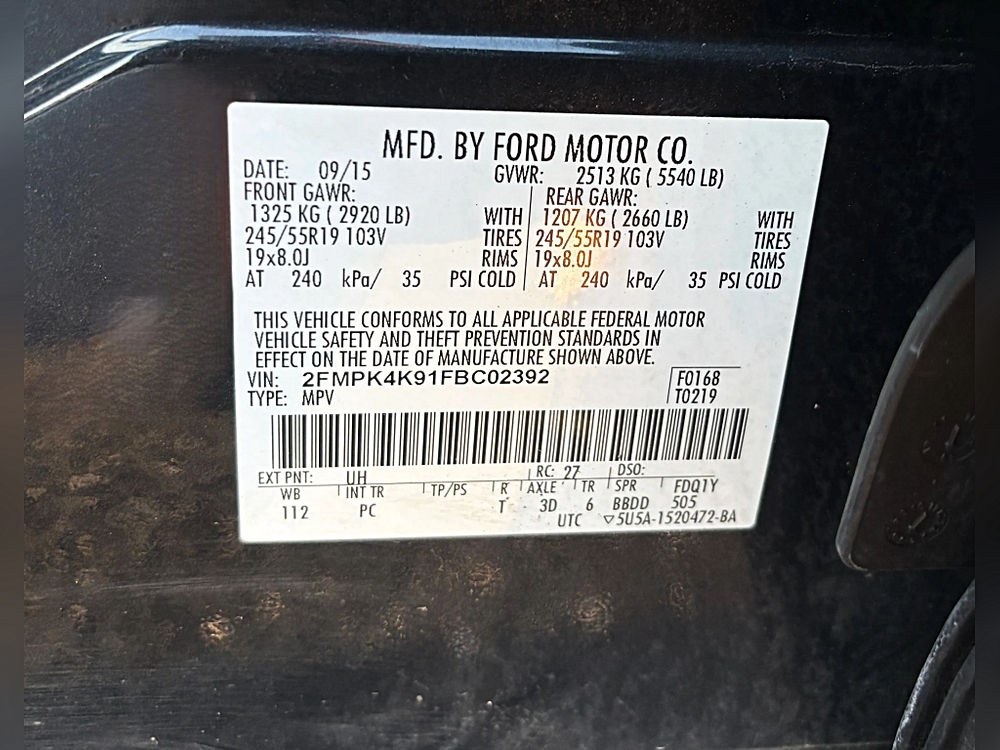 MFD. BY FORD MOTOR CO.
DATE: 09/15 GVWR: 2513 KG ( 5540 LB)
FRONT GAWR: REAR GAWR:
1325 KG ( 2920 LB) WITH 1207 KG ( 2660 LB) WITH
245/55R19 103V TIRES 245/55R19 103V TIRES
19x8.0J RIMS 19x8.0J RIMS
AT 240 kPa/ 35 PSI COLD AT 240 kPa/ 35 PSI COLD
THIS VEHICLE CONFORMS TO ALL APPLICABLE FEDERAL MOTOR
VEHICLE SAFETY AND THEFT PREVENTION STANDARDS IN
EFFECT ON THE DATE OF MANUFACTURE SHOWN ABOVE.
VIN: 2FMPK4K91FBC02392 F0168
TYPE: MPV T0219
EXT PNT: UH RC: 27 DSO:
WB INT TR TP/PS R AXLE TR SPR FDQ1Y
112 PC T 3D 6 BBDD 505
UTC ▽5U5A-1520472-BA